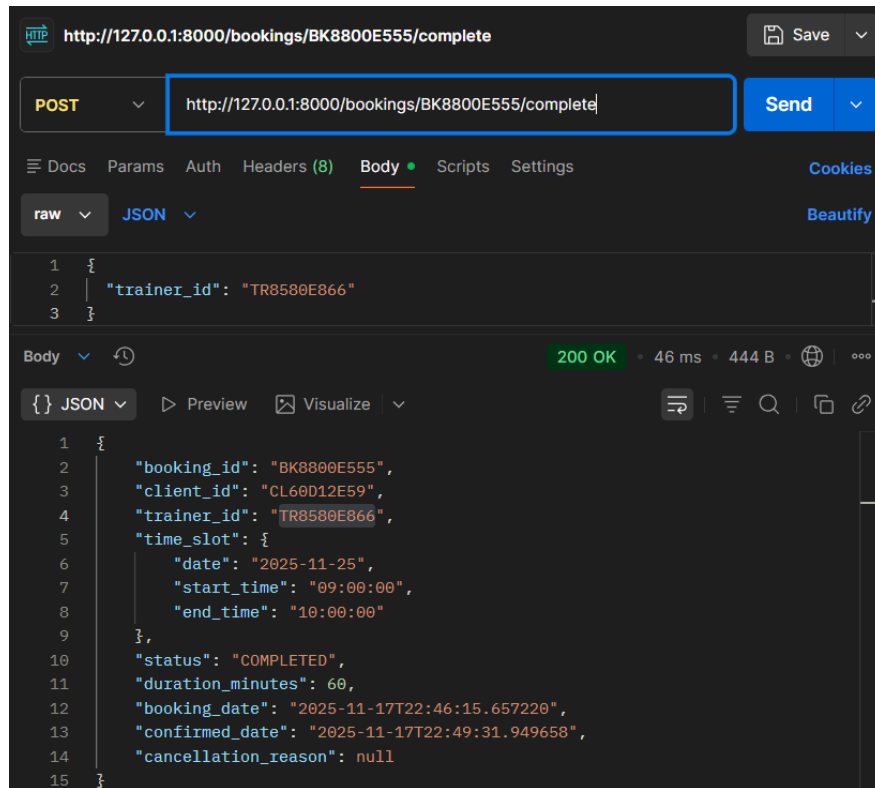 HTTP http://127.0.0.1:8000/bookings/BK8800E555/complete Save
POST http://127.0.0.1:8000/bookings/BK8800E555/complete Send
Docs Params Auth Headers (8) Body Scripts Settings Cookies
raw JSON Beautify
1 {
2 "trainer_id": "TR8580E866"
3 }
Body 200 OK • 46 ms • 444 B •
{} JSON Preview Visualize
1 {
2 "booking_id": "BK8800E555",
3 "client_id": "CL60D12E59",
4 "trainer_id": "TR8580E866",
5 "time_slot": {
6 "date": "2025-11-25",
7 "start_time": "09:00:00",
8 "end_time": "10:00:00"
9 },
10 "status": "COMPLETED",
11 "duration_minutes": 60,
12 "booking_date": "2025-11-17T22:46:15.657220",
13 "confirmed_date": "2025-11-17T22:49:31.949658",
14 "cancellation_reason": null
15 }